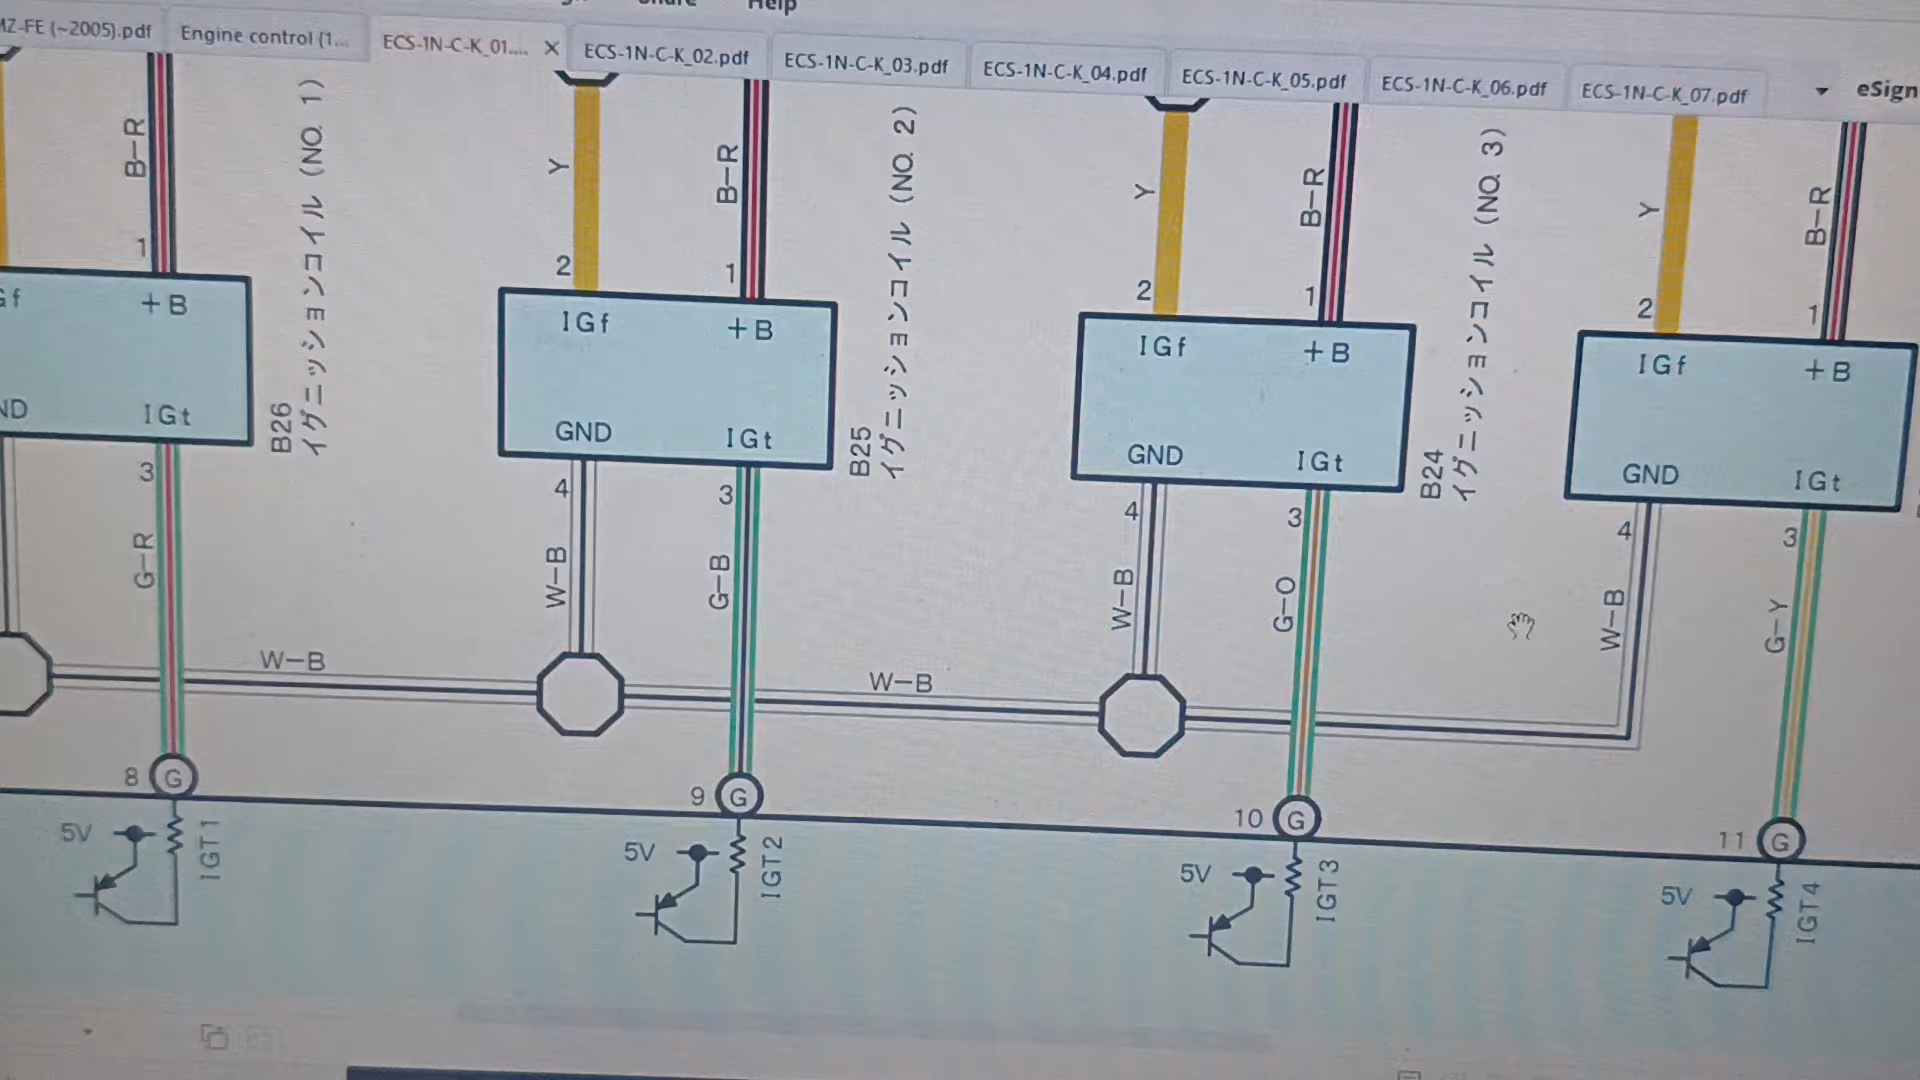 Help
MZ-FE (~2005).pdf
Engine control (1...
ECS-1N-C-K_01....
ECS-1N-C-K_02.pdf
ECS-1N-C-K_03.pdf
ECS-1N-C-K_04.pdf
ECS-1N-C-K_05.pdf
ECS-1N-C-K_06.pdf
ECS-1N-C-K_07.pdf
eSign
B-R
1
+B
IGt
3
G-R
B26
イグニッションコイル (NO. 1)
Y
B-R
2
1
IGf
+B
GND
IGt
4
3
W-B
G-B
B25
イグニッションコイル (NO. 2)
Y
B-R
2
1
IGf
+B
GND
IGt
4
3
W-B
G-O
B24
イグニッションコイル (NO. 3)
Y
B-R
2
1
IGf
+B
GND
IGt
4
3
W-B
G-Y
W-B
W-B
8
G
9
G
10
G
11
G
5V
IGT1
5V
IGT2
5V
IGT3
5V
IGT4